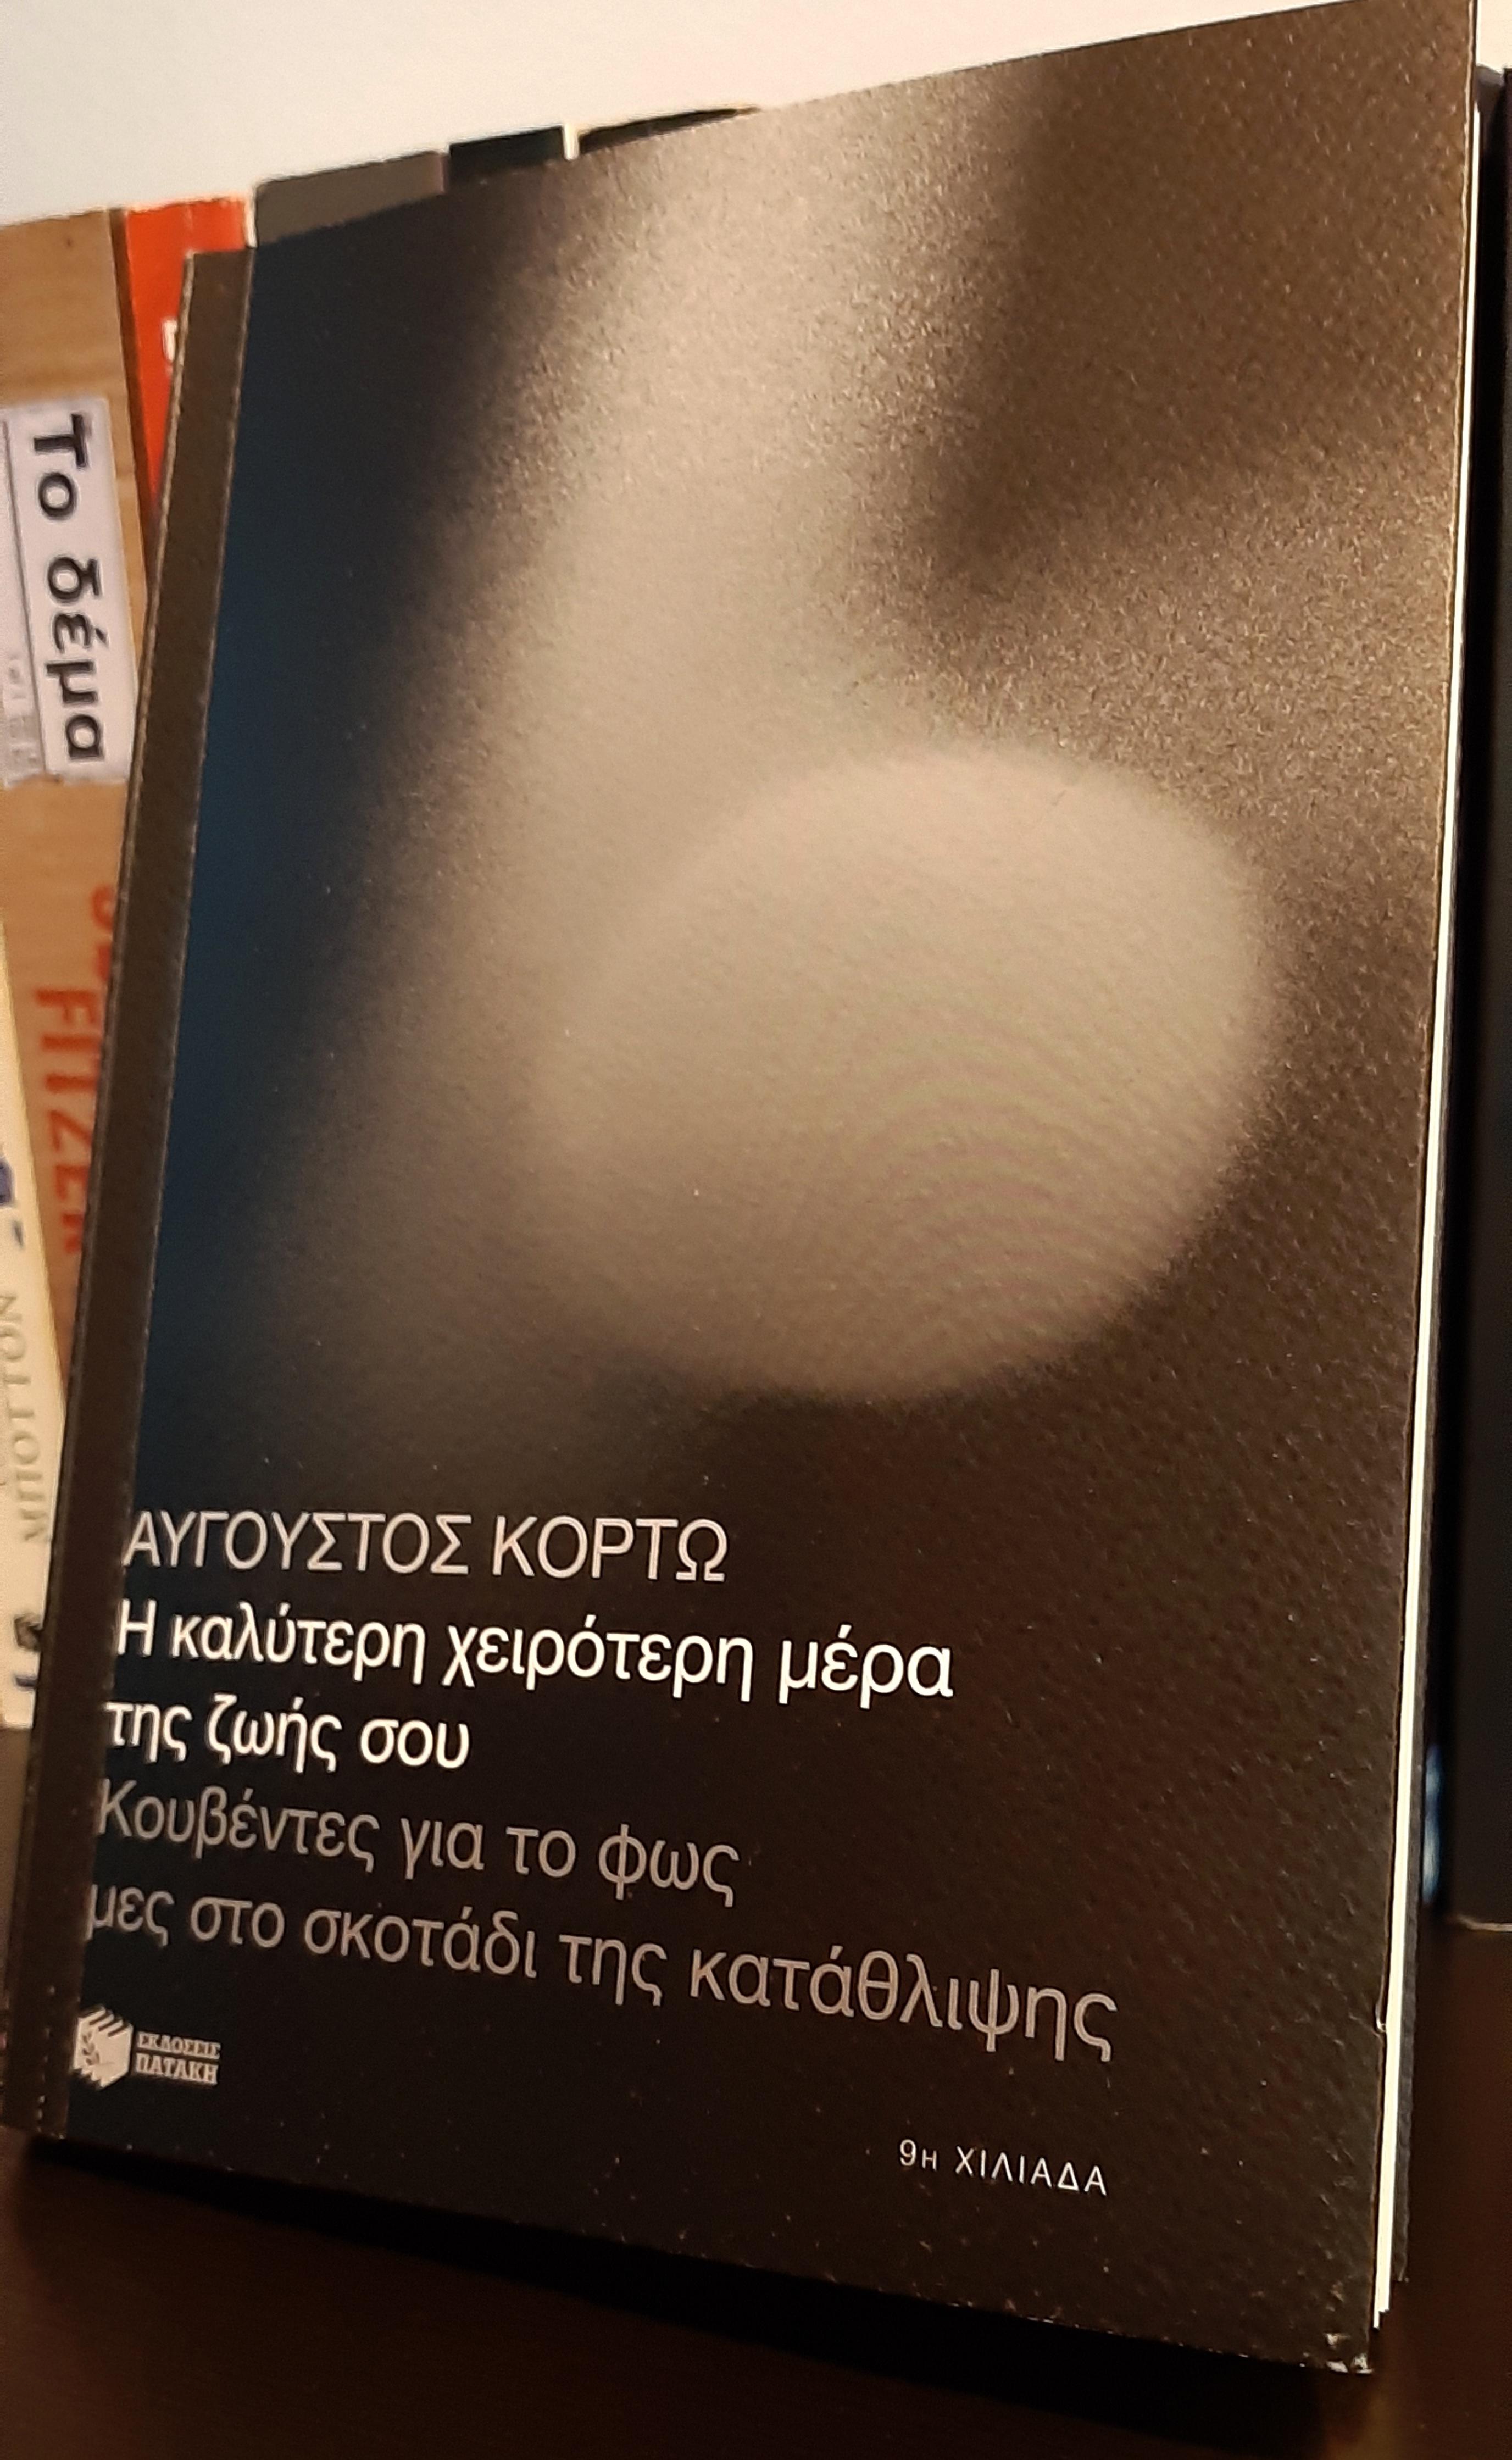 Το δέμα
FITZEK
ΜΠΟΤΤΟΝ
ΑΥΓΟΥΣΤΟΣ ΚΟΡΤΩ
Η καλύτερη χειρότερη μέρα
της ζωής σου
Κουβέντες για το φως
μες στο σκοτάδι της κατάθλιψης
ΕΚΔΟΣΕΙΣ
ΠΑΤΑΚΗ
9Η ΧΙΛΙΑΔΑ